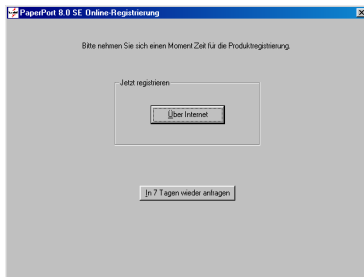 PaperPort 8.0 SE Online-Registrierung
Bitte nehmen Sie sich einen Moment Zeit für die Produktregistrierung.
Jetzt registrieren
Über Internet
In 7 Tagen wieder anfragen